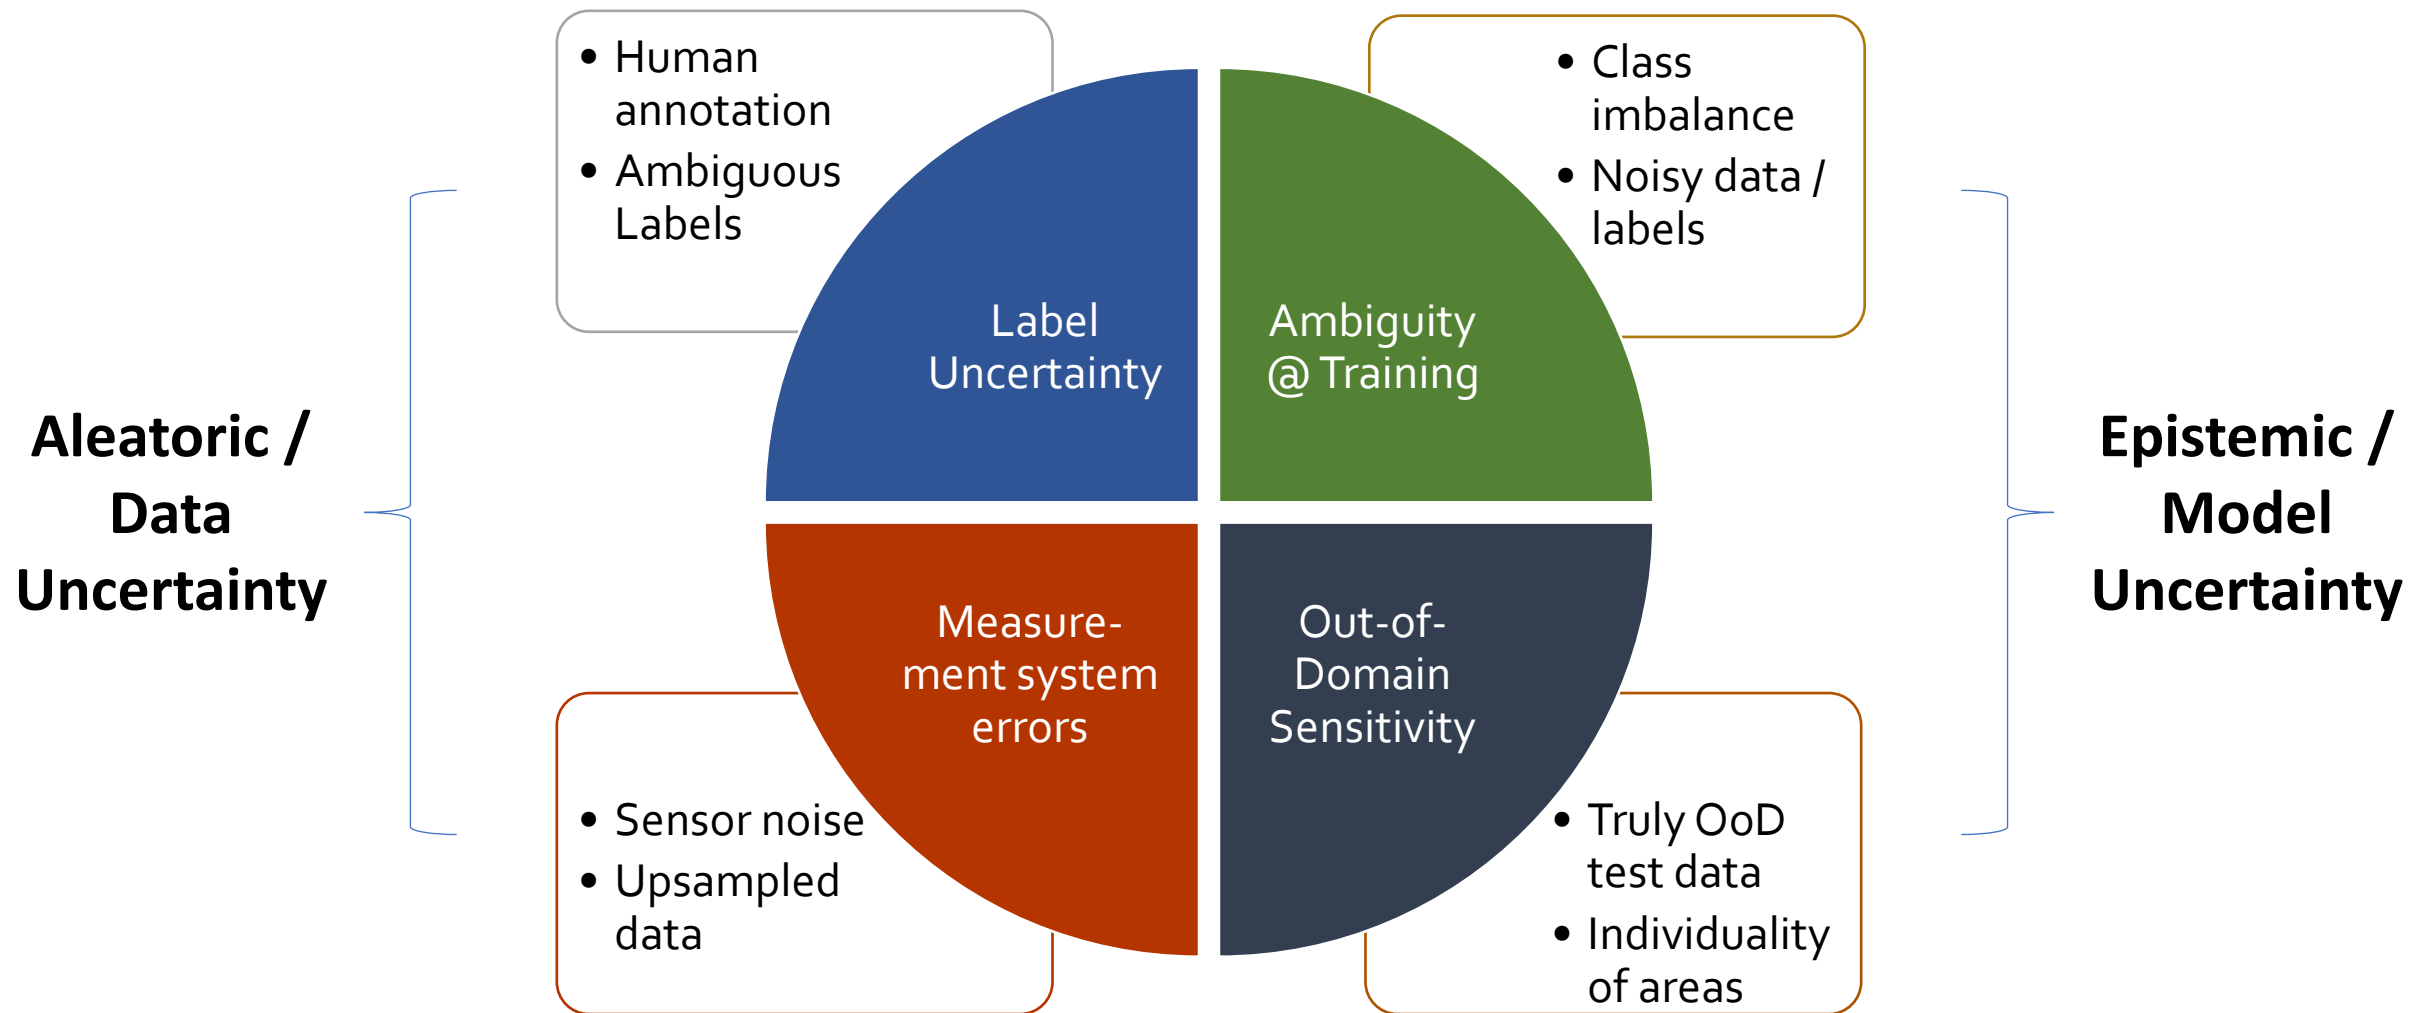 Aleatoric /
Data
Uncertainty
• Human
annotation
• Ambiguous
Labels
Label
Uncertainty
Measure-
ment system
errors
• Sensor noise
• Upsampled
data
• Class
imbalance
• Noisy data /
labels
Ambiguity
@ Training
Out-of-
Domain
Sensitivity
• Truly OoD
test data
• Individuality
of areas
Epistemic /
Model
Uncertainty